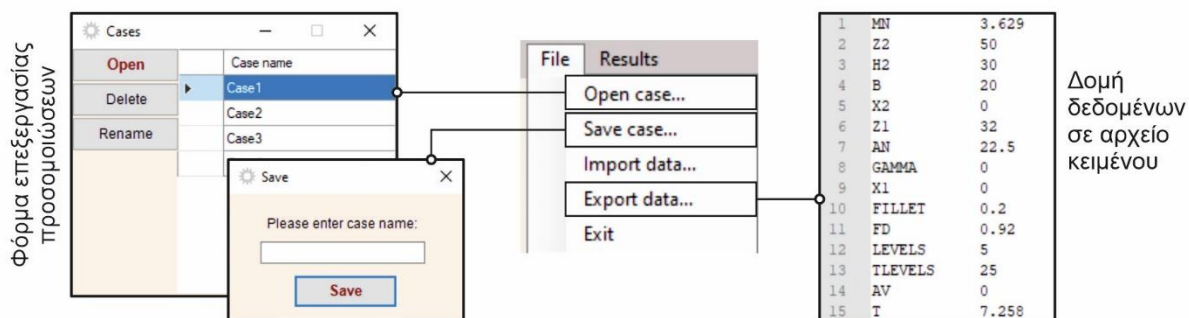 Φόρμα επεξεργασίας
προσομοιώσεων
Cases
Open
Delete
Rename
Case name
Case1
Case2
Case3
Save
Please enter case name:
Save
File Results
Open case...
Save case...
Import data...
Export data...
Exit
1 MN 3.629
2 Z2 50
3 H2 30
4 B 20
5 X2 0
6 Z1 32
7 AN 22.5
8 GAMMA 0
9 X1 0
10 FILLET 0.2
11 FD 0.92
12 LEVELS 5
13 TLEVELS 25
14 AV 0
15 T 7.258
Δομή
δεδομένων
σε αρχείο
κειμένου